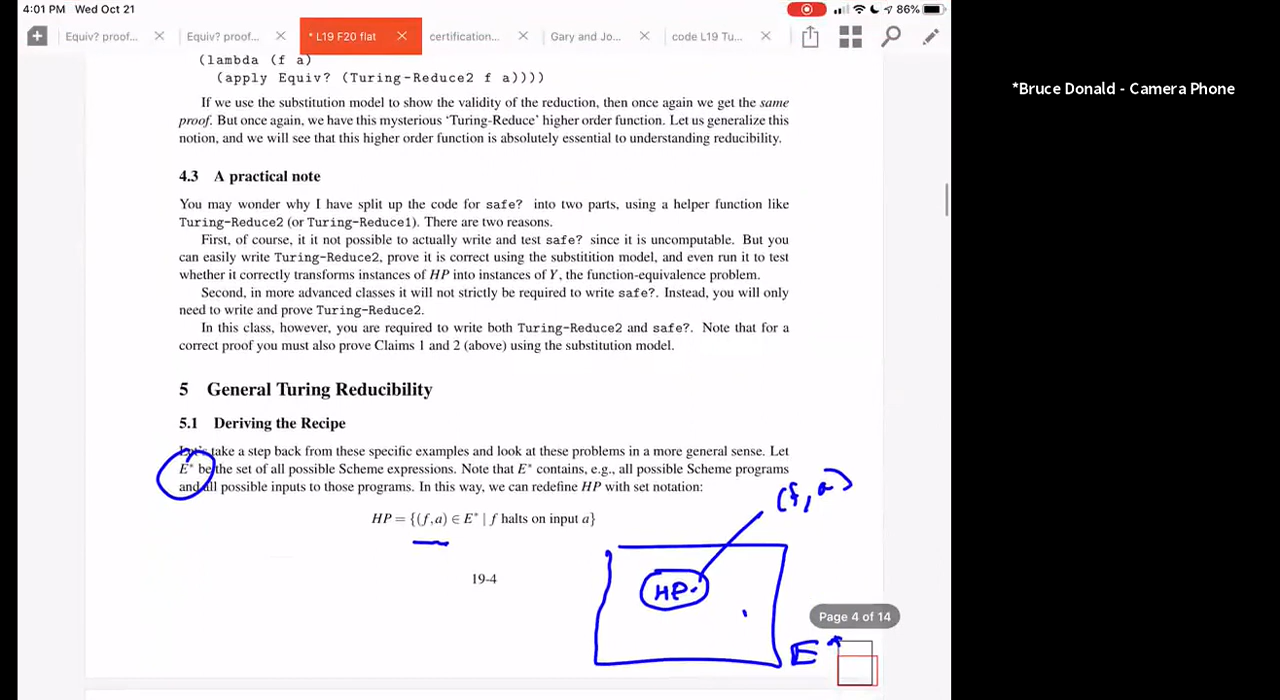 4:01 PM Wed Oct 21
86%
Equiv? proof...
Equiv? proof...
* L19 F20 flat
certification...
Gary and Jo...
code L19 Tu...
(lambda (f a)
(apply Equiv? (Turing-Reduce2 f a))))
*Bruce Donald - Camera Phone
If we use the substitution model to show the validity of the reduction, then once again we get the same
proof. But once again, we have this mysterious 'Turing-Reduce' higher order function. Let us generalize this
notion, and we will see that this higher order function is absolutely essential to understanding reducibility.
4.3 A practical note
You may wonder why I have split up the code for safe? into two parts, using a helper function like
Turing-Reduce2 (or Turing-Reduce1). There are two reasons.
First, of course, it it not possible to actually write and test safe? since it is uncomputable. But you
can easily write Turing-Reduce2, prove it is correct using the substitition model, and even run it to test
whether it correctly transforms instances of HP into instances of Y, the function-equivalence problem.
Second, in more advanced classes it will not strictly be required to write safe?. Instead, you will only
need to write and prove Turing-Reduce2.
In this class, however, you are required to write both Turing-Reduce2 and safe?. Note that for a
correct proof you must also prove Claims 1 and 2 (above) using the substitution model.
5 General Turing Reducibility
5.1 Deriving the Recipe
Let's take a step back from these specific examples and look at these problems in a more general sense. Let
E* be the set of all possible Scheme expressions. Note that E* contains, e.g., all possible Scheme programs
and all possible inputs to those programs. In this way, we can redefine HP with set notation:
(f, a)
HP = {(f,a) ∈ E* | f halts on input a}
HP
19-4
Page 4 of 14
E*